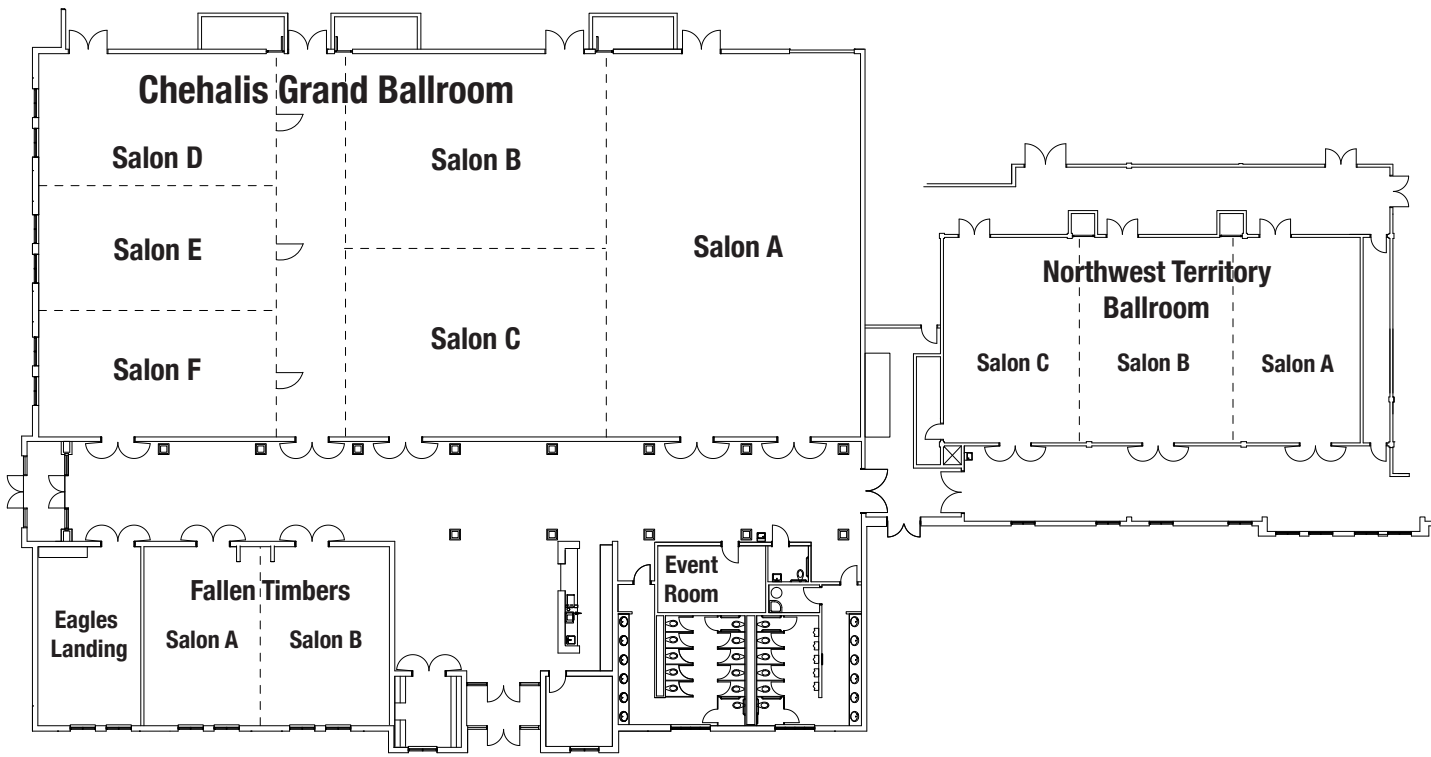 Chehalis Grand Ballroom
Salon D
Salon B
Salon E
Salon A
Salon C
Salon F
Northwest Territory
Ballroom
Salon C
Salon B
Salon A
Event
Room
Fallen Timbers
Eagles
Landing
Salon A
Salon B